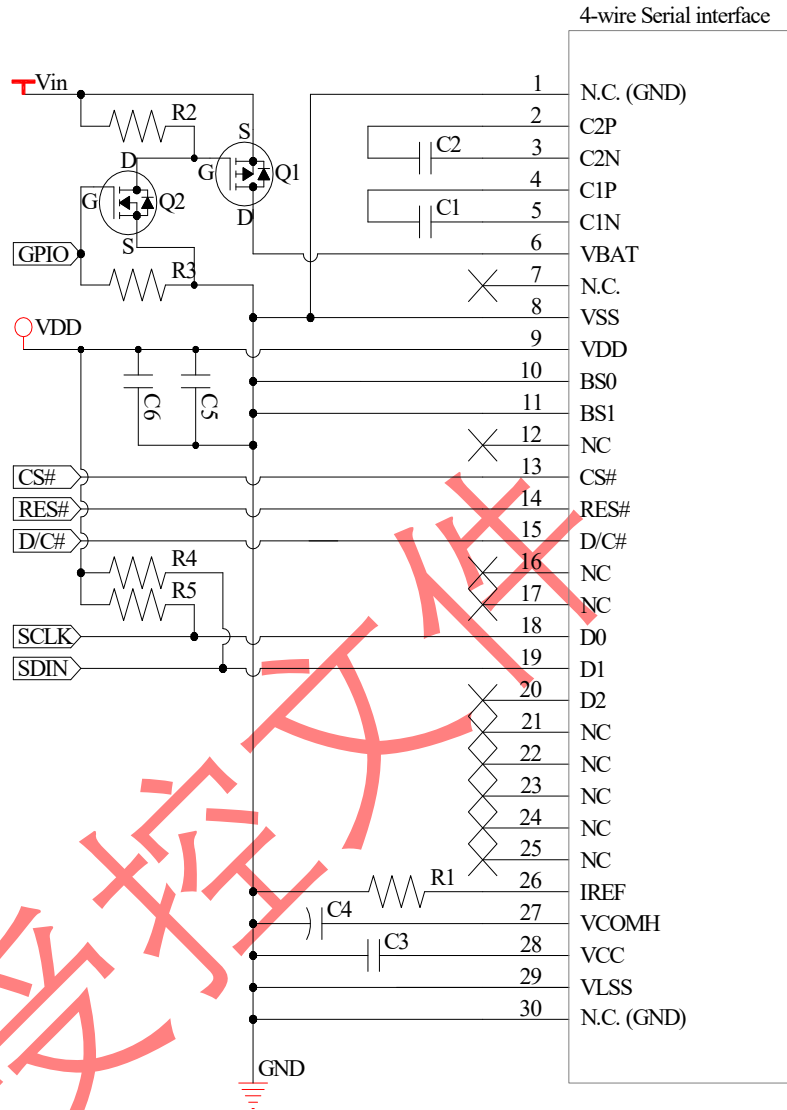 4-wire Serial interface
Vin
R2
S
G
Q1
D
D
G
Q2
S
GPIO
R3
VDD
C6
C5
C2
C1
CS#
RES#
D/C#
R4
R5
SCLK
SDIN
R1
C4
C3
GND
1 N.C. (GND)
2 C2P
3 C2N
4 C1P
5 C1N
6 VBAT
7 N.C.
8 VSS
9 VDD
10 BS0
11 BS1
12 NC
13 CS#
14 RES#
15 D/C#
16 NC
17 NC
18 D0
19 D1
20 D2
21 NC
22 NC
23 NC
24 NC
25 NC
26 IREF
27 VCOMH
28 VCC
29 VLSS
30 N.C. (GND)
受控文件